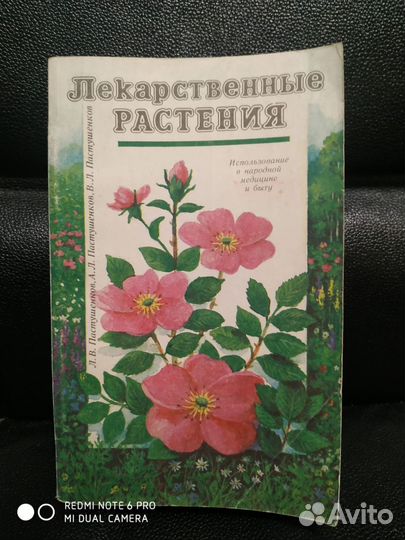 Лекарственные
РАСТЕНИЯ
Использование
в народной
медицине
и быту
Л.В. Пастушенков, А.Л. Пастушенков, В.Л. Пастушенков
REDMI NOTE 6 PRO
MI DUAL CAMERA
Avito